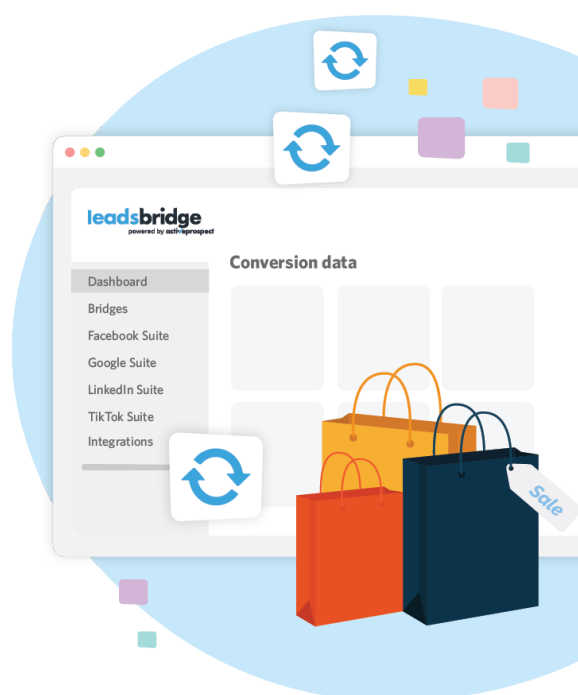 leadsbridge
powered by activeprospect
Conversion data
Dashboard
Bridges
Facebook Suite
Google Suite
LinkedIn Suite
TikTok Suite
Integrations
Sale